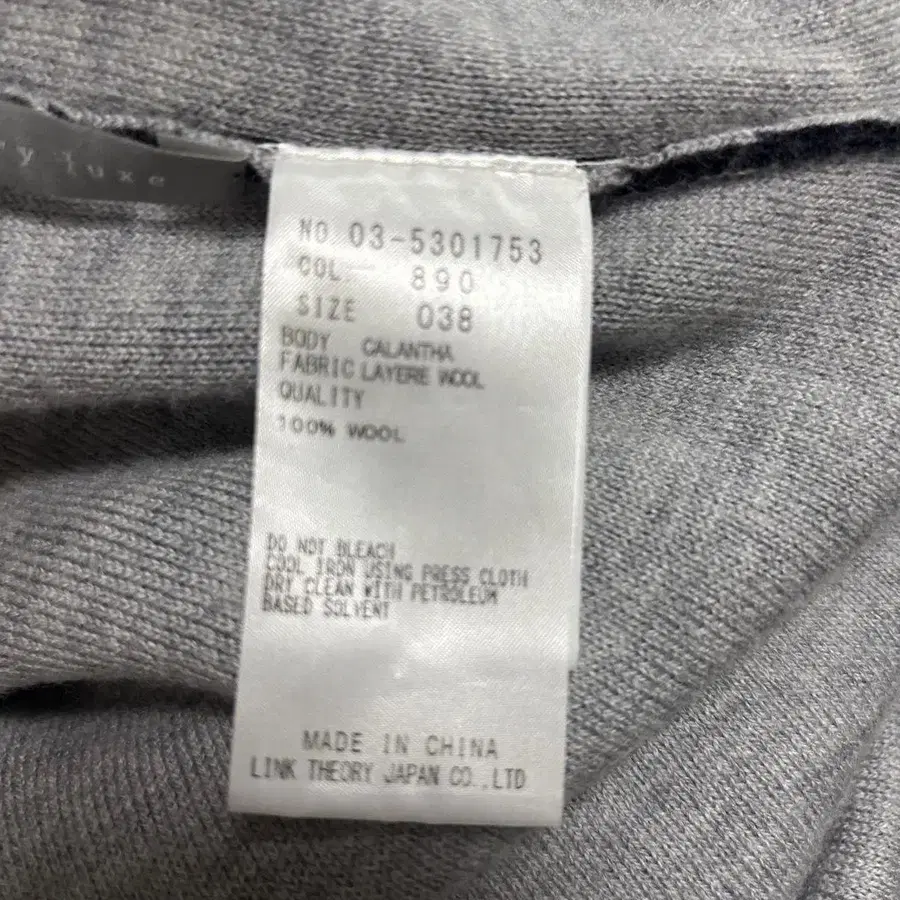 y luxe
NO 03-5301753
COL 890
SIZE 038
BODY CALANTHA
FABRIC LAYERE WOOL
QUALITY
100% WOOL
DO NOT BLEACH
COOL IRON USING PRESS CLOTH
DRY CLEAN WITH PETROLEUM
BASED SOLVENT
MADE IN CHINA
LINK THEORY JAPAN CO.,LTD